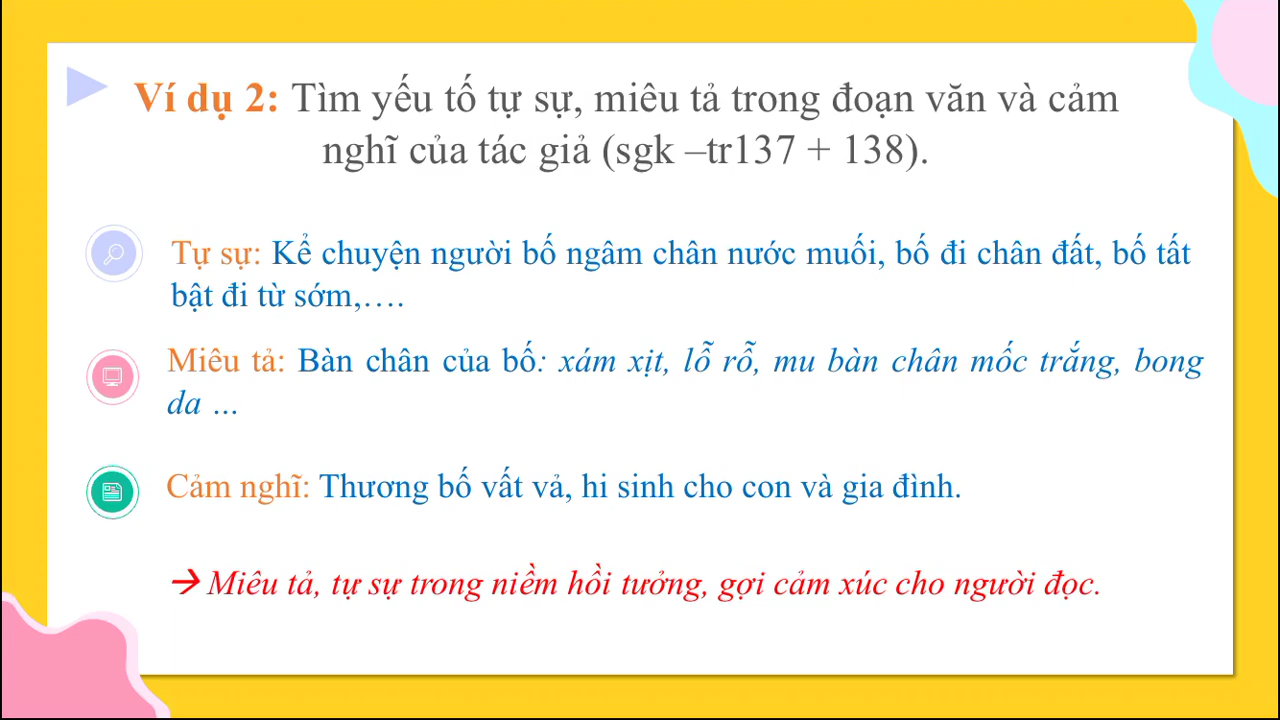 Ví dụ 2: Tìm yếu tố tự sự, miêu tả trong đoạn văn và cảm
nghĩ của tác giả (sgk –tr137 + 138).
Tự sự: Kể chuyện người bố ngâm chân nước muối, bố đi chân đất, bố tất
bật đi từ sớm,….
Miêu tả: Bàn chân của bố: xám xịt, lỗ rỗ, mu bàn chân mốc trắng, bong
da ...
Cảm nghĩ: Thương bố vất vả, hi sinh cho con và gia đình.
→ Miêu tả, tự sự trong niềm hồi tưởng, gợi cảm xúc cho người đọc.